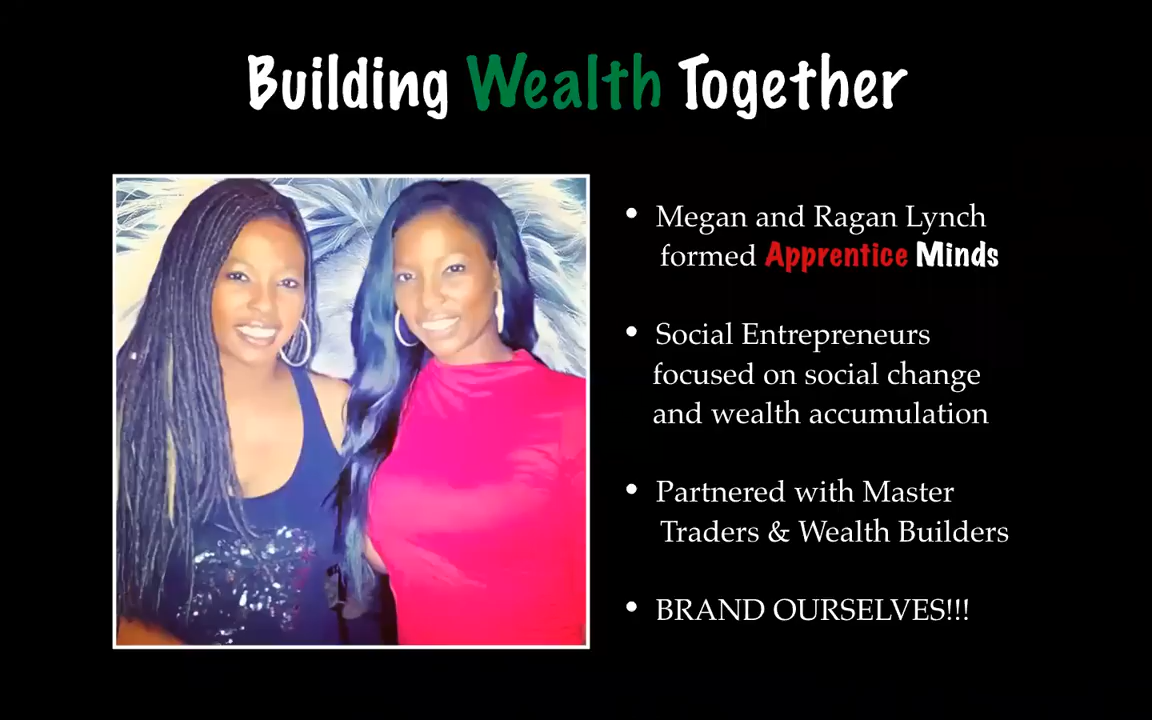 Building Wealth Together
• Megan and Ragan Lynch
formed Apprentice Minds
• Social Entrepreneurs
focused on social change
and wealth accumulation
• Partnered with Master
Traders & Wealth Builders
• BRAND OURSELVES!!!